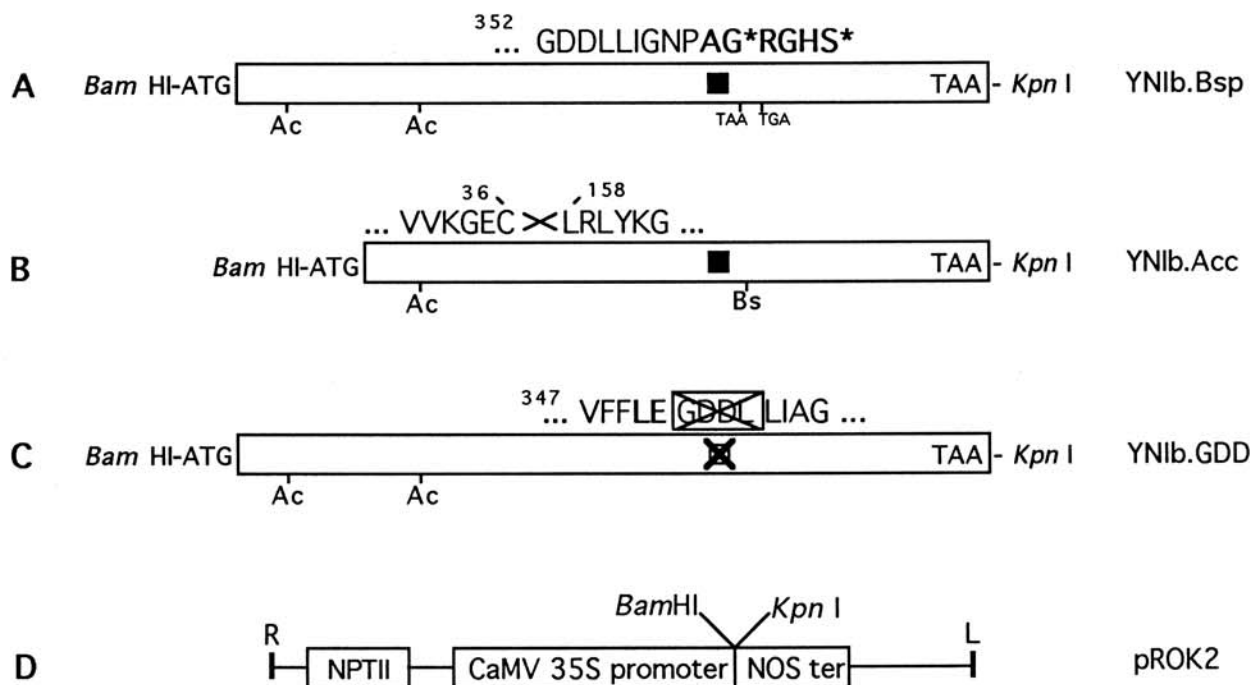 352
... GDDLLIGNPAG*RGHS*
A Bam HI-ATG TAA - Kpn I YNIb.Bsp
Ac Ac TAA TGA
36 158
... VVKGEC LRLYKG ...
B Bam HI-ATG TAA - Kpn I YNIb.Acc
Ac Bs
347
... VFFLE GDDL LIAG ...
C Bam HI-ATG TAA - Kpn I YNIb.GDD
Ac Ac
BamHI Kpn I
R L
D NPTII CaMV 35S promoter NOS ter pROK2